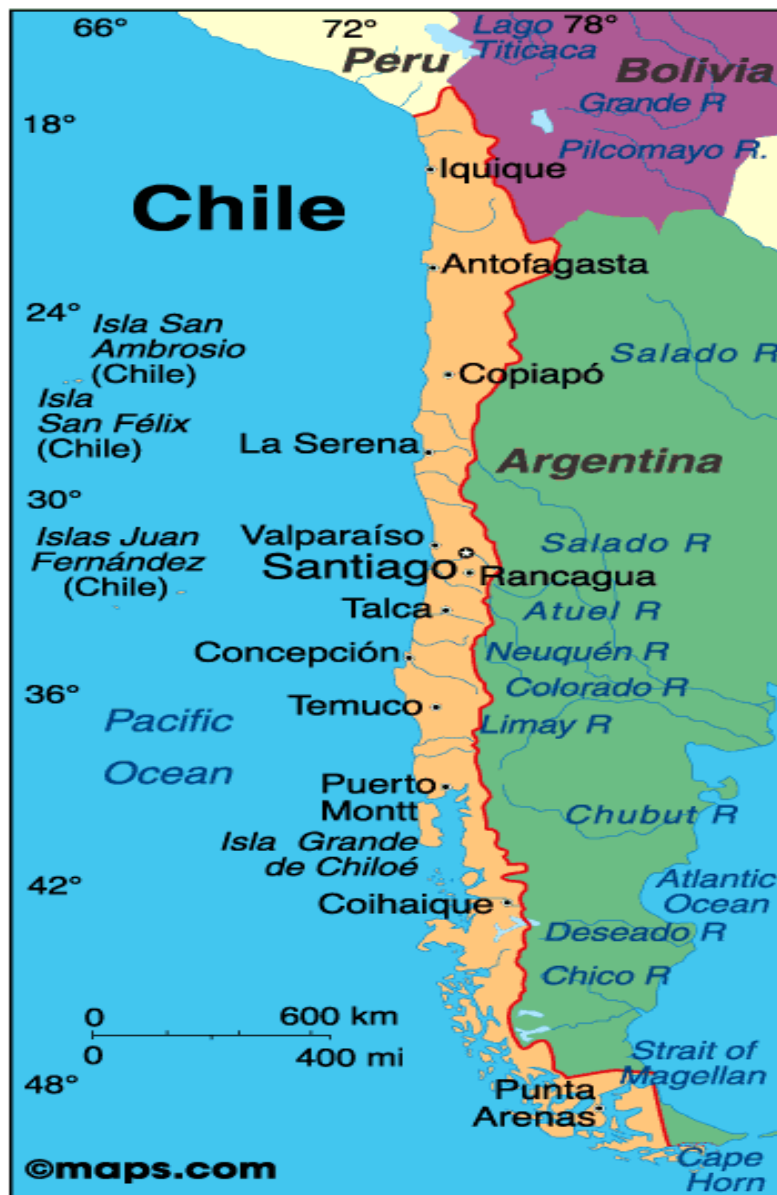 66°
72°
78°
Lago
Titicaca
Peru
Bolivia
Grande R
18°
Pilcomayo R.
Iquique
Chile
Antofagasta
24°
Isla San
Ambrosio
(Chile)
Salado R
Copiapó
Isla
San Félix
(Chile)
La Serena
Argentina
30°
Islas Juan
Fernández
(Chile)
Valparaíso
Salado R
Santiago
Rancagua
Talca
Atuel R
Concepción
Neuquén R
Colorado R
36°
Temuco
Limay R
Pacific
Ocean
Puerto
Montt
Chubut R
Isla Grande
de Chiloé
42°
Atlantic
Ocean
Coihaique
Deseado R
Chico R
0 600 km
0 400 mi
Strait of
Magellan
48°
Punta
Arenas
©maps.com
Cape
Horn